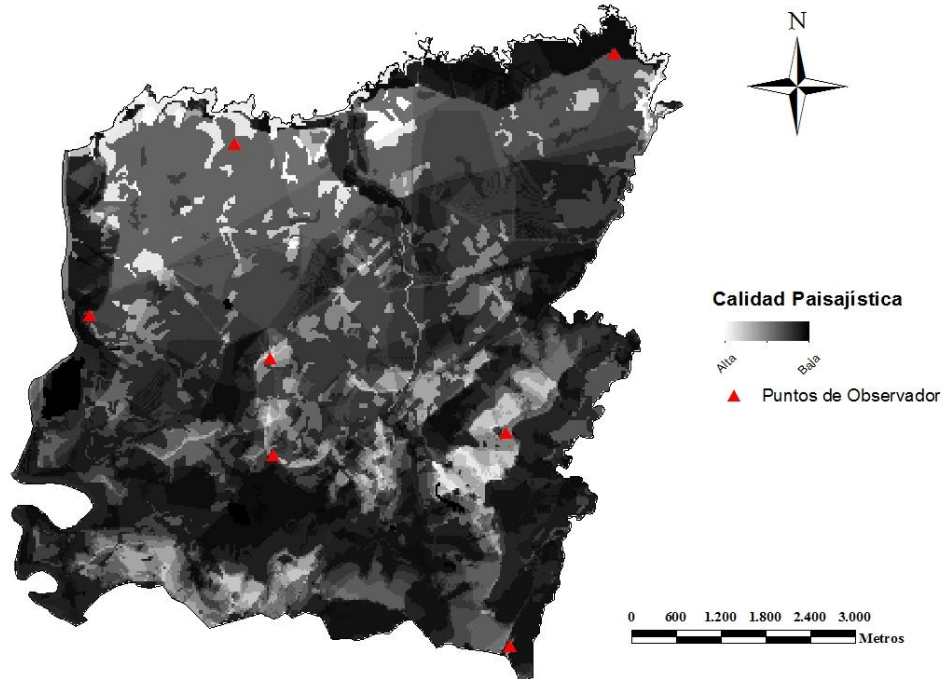 N
Calidad Paisajística
Alta
Baja
Puntos de Observador
0 600 1.200 1.800 2.400 3.000
Metros